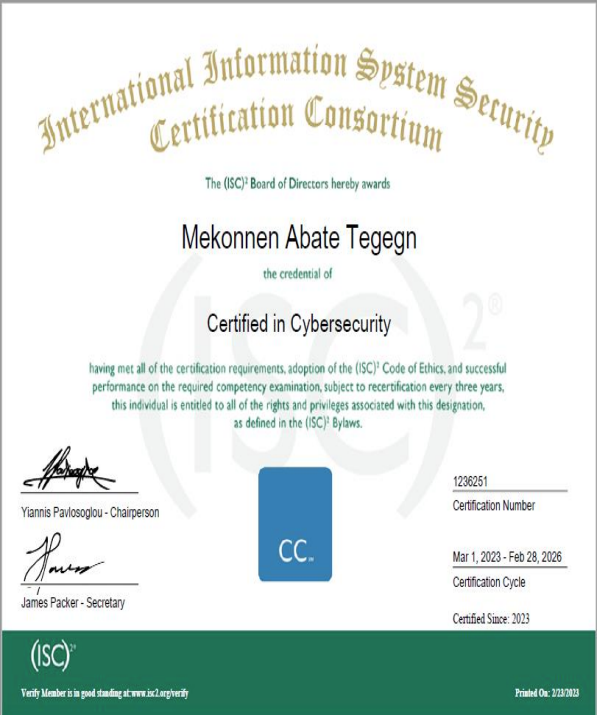 International Information System Security
Certification Consortium
The (ISC)² Board of Directors hereby awards
Mekonnen Abate Tegegn
the credential of
Certified in Cybersecurity
having met all of the certification requirements, adoption of the (ISC)² Code of Ethics, and successful
performance on the required competency examination, subject to recertification every three years,
this individual is entitled to all of the rights and privileges associated with this designation,
as defined in the (ISC)² Bylaws.
(ISC)²®
Yiannis Pavlosoglou - Chairperson
James Packer - Secretary
CC℠
1236251
Certification Number
Mar 1, 2023 - Feb 28, 2026
Certification Cycle
Certified Since: 2023
(ISC)²®
Verify Member is in good standing at:www.isc2.org/verify
Printed On: 2/23/2023